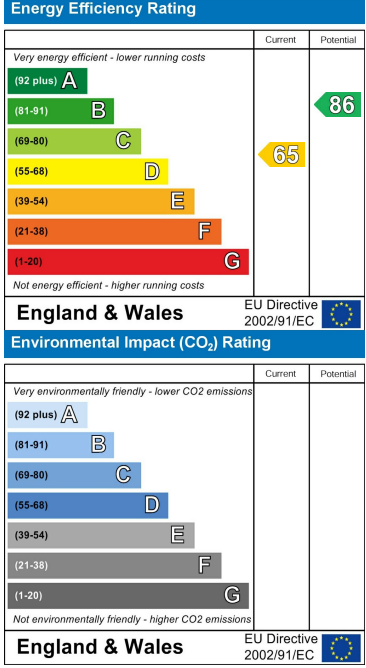 Energy Efficiency Rating
Current Potential
Very energy efficient - lower running costs
(92 plus) A
(81-91) B
86
(69-80) C
65
(55-68) D
(39-54) E
(21-38) F
(1-20) G
Not energy efficient - higher running costs
England & Wales
EU Directive
2002/91/EC
Environmental Impact (CO₂) Rating
Current Potential
Very environmentally friendly - lower CO2 emissions
(92 plus) A
(81-91) B
(69-80) C
(55-68) D
(39-54) E
(21-38) F
(1-20) G
Not environmentally friendly - higher CO2 emissions
England & Wales
EU Directive
2002/91/EC